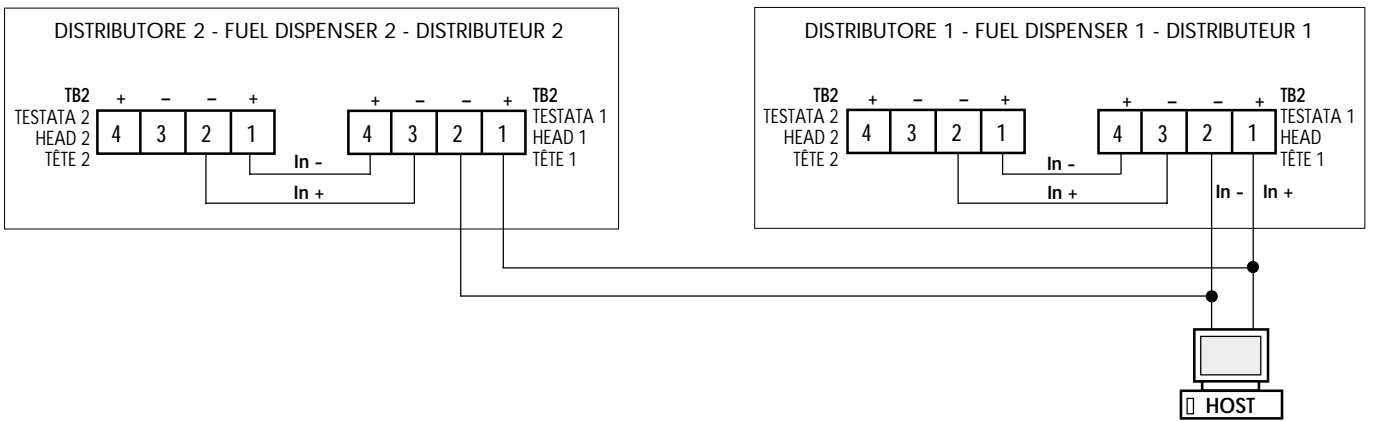 DISTRIBUTORE 2 - FUEL DISPENSER 2 - DISTRIBUTEUR 2
TB2 + – – +
TESTATA 2
HEAD 2
TÊTE 2
4 3 2 1
+ – – + TB2
4 3 2 1
TESTATA 1
HEAD 1
TÊTE 1
In -
In +
DISTRIBUTORE 1 - FUEL DISPENSER 1 - DISTRIBUTEUR 1
TB2 + – – +
TESTATA 2
HEAD 2
TÊTE 2
4 3 2 1
+ – – + TB2
4 3 2 1
TESTATA 1
HEAD
TÊTE 1
In -
In +
In - In +
HOST